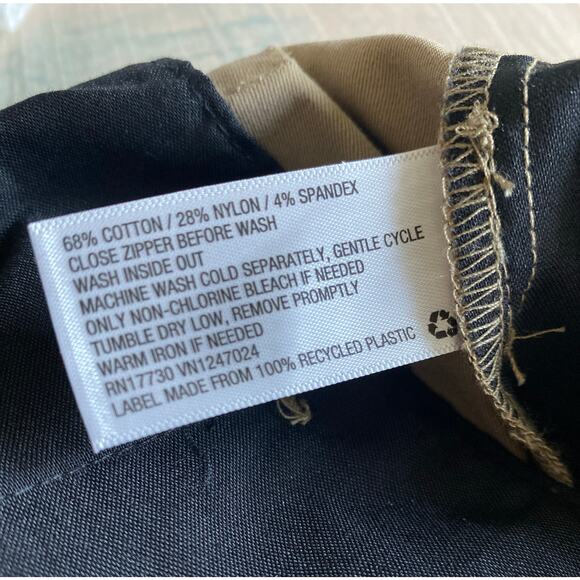 68% COTTON / 28% NYLON / 4% SPANDEX
CLOSE ZIPPER BEFORE WASH
WASH INSIDE OUT
MACHINE WASH COLD SEPARATELY, GENTLE CYCLE
ONLY NON-CHLORINE BLEACH IF NEEDED
TUMBLE DRY LOW, REMOVE PROMPTLY
WARM IRON IF NEEDED
RN17730 VN1247024
LABEL MADE FROM 100% RECYCLED PLASTIC